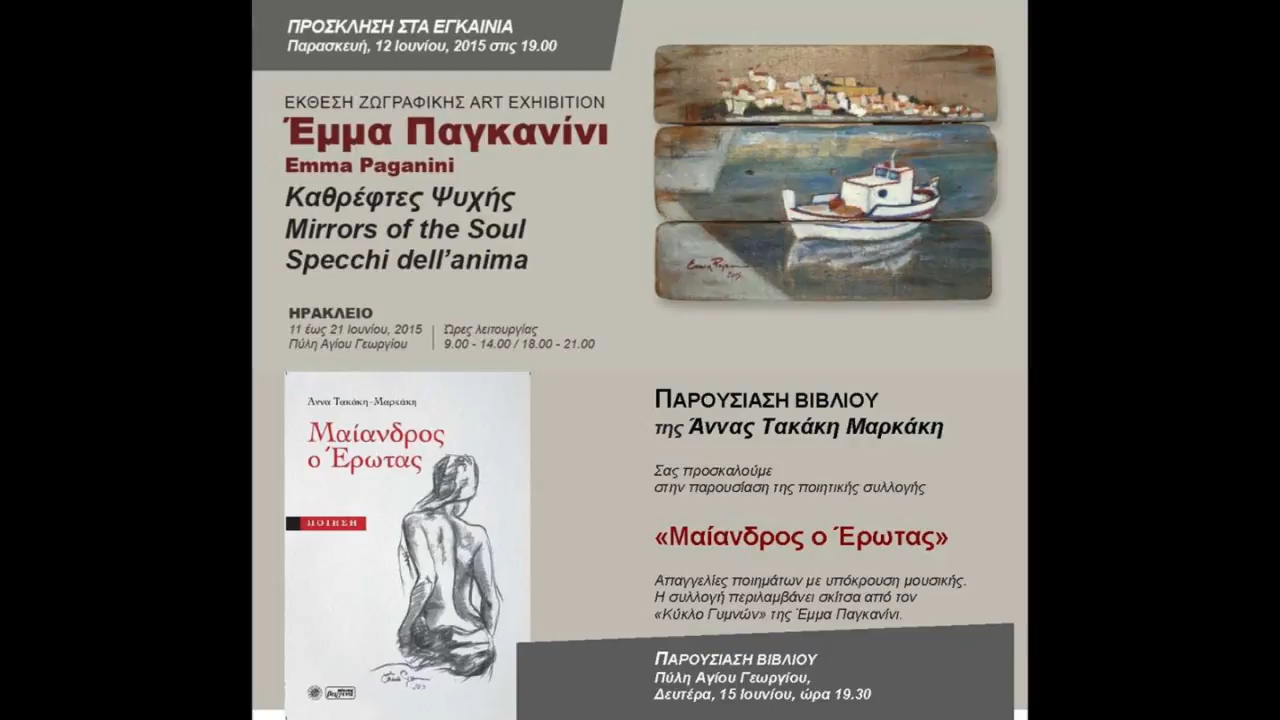 ΠΡΟΣΚΛΗΣΗ ΣΤΑ ΕΓΚΑΙΝΙΑ
Παρασκευή, 12 Ιουνίου, 2015 στις 19.00
ΕΚΘΕΣΗ ΖΩΓΡΑΦΙΚΗΣ ART EXHIBITION
Έμμα Παγκανίνι
Emma Paganini
Καθρέφτες Ψυχής
Mirrors of the Soul
Specchi dell’anima
ΗΡΑΚΛΕΙΟ
11 έως 21 Ιουνίου, 2015
Πύλη Αγίου Γεωργίου
Ώρες λειτουργίας
9.00 - 14.00 / 18.00 - 21.00
Άννα Τακάκη-Μαρκάκη
Μαίανδρος
ο Έρωτας
ΠΟΙΗΣΗ
ΠΑΡΟΥΣΙΑΣΗ ΒΙΒΛΙΟΥ
της Άννας Τακάκη Μαρκάκη
Σας προσκαλούμε
στην παρουσίαση της ποιητικής συλλογής
«Μαίανδρος ο Έρωτας»
Απαγγελίες ποιημάτων με υπόκρουση μουσικής.
Η συλλογή περιλαμβάνει σκίτσα από τον
«Κύκλο Γυμνών» της Έμμα Παγκανίνι.
ΠΑΡΟΥΣΙΑΣΗ ΒΙΒΛΙΟΥ
Πύλη Αγίου Γεωργίου,
Δευτέρα, 15 Ιουνίου, ώρα 19.30